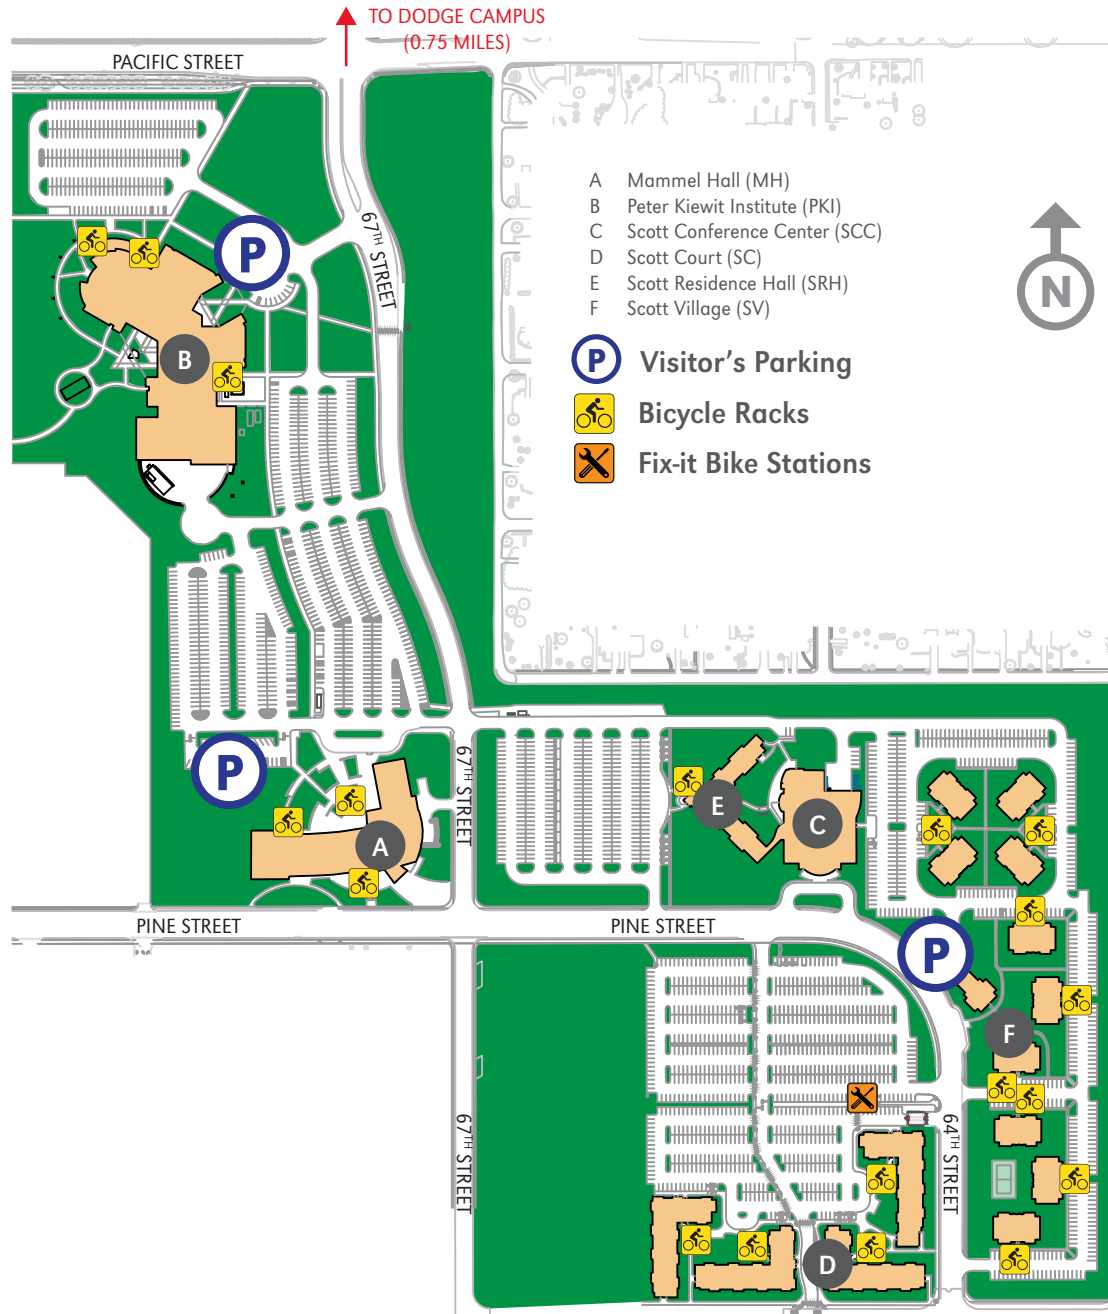 TO DODGE CAMPUS
(0.75 MILES)
PACIFIC STREET
67TH STREET
A Mammel Hall (MH)
B Peter Kiewit Institute (PKI)
C Scott Conference Center (SCC)
D Scott Court (SC)
E Scott Residence Hall (SRH)
F Scott Village (SV)
N
P Visitor's Parking
Bicycle Racks
Fix-it Bike Stations
P
B
P
A
67TH STREET
E
C
PINE STREET
PINE STREET
P
F
67TH STREET
64TH STREET
D